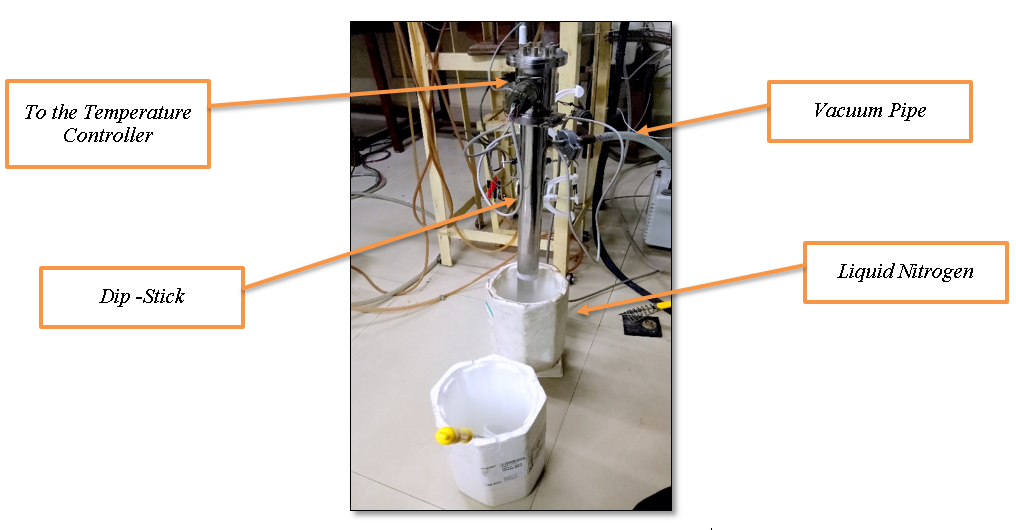 To the Temperature
Controller
Vacuum Pipe
Dip -Stick
Liquid Nitrogen